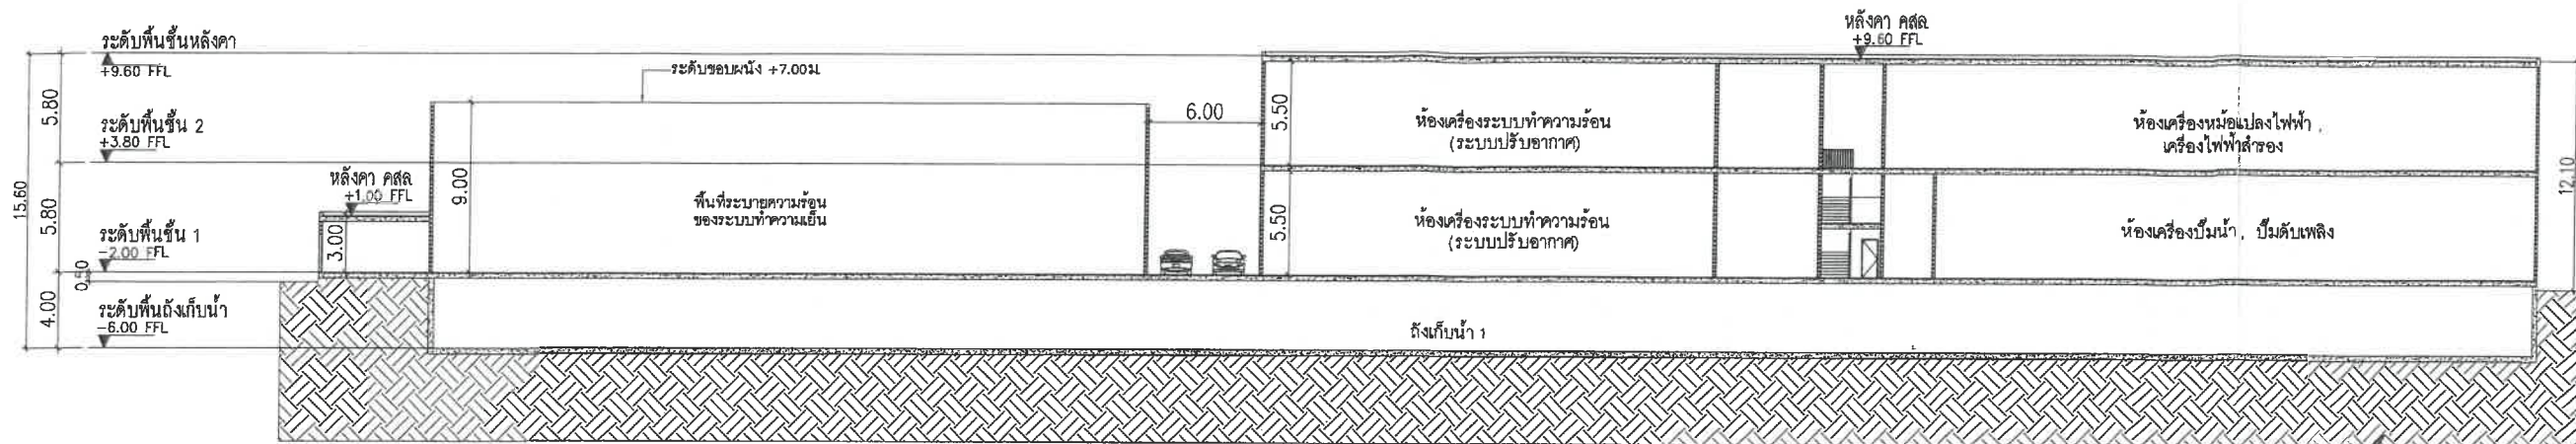 ระดับพื้นชั้นหลังคา
+9.60 FFL
ระดับขอบผนัง +7.00ม.
หลังคา คสล.
+9.60 FFL
5.80
6.00
5.50
ห้องเครื่องระบบทำความร้อน
(ระบบปรับอากาศ)
ห้องเครื่องหม้อแปลงไฟฟ้า ,
เครื่องไฟฟ้าสำรอง
ระดับพื้นชั้น 2
+3.80 FFL
หลังคา คสล.
+1.00 FFL
15.60
5.80
9.00
3.00
พื้นที่ระบายความร้อน
ของระบบทำความเย็น
5.50
ห้องเครื่องระบบทำความร้อน
(ระบบปรับอากาศ)
ห้องเครื่องปั๊มน้ำ , ปั๊มดับเพลิง
12.10
ระดับพื้นชั้น 1
-2.00 FFL
0.50
4.00
ระดับพื้นถังเก็บน้ำ
-6.00 FFL
ถังเก็บน้ำ 1